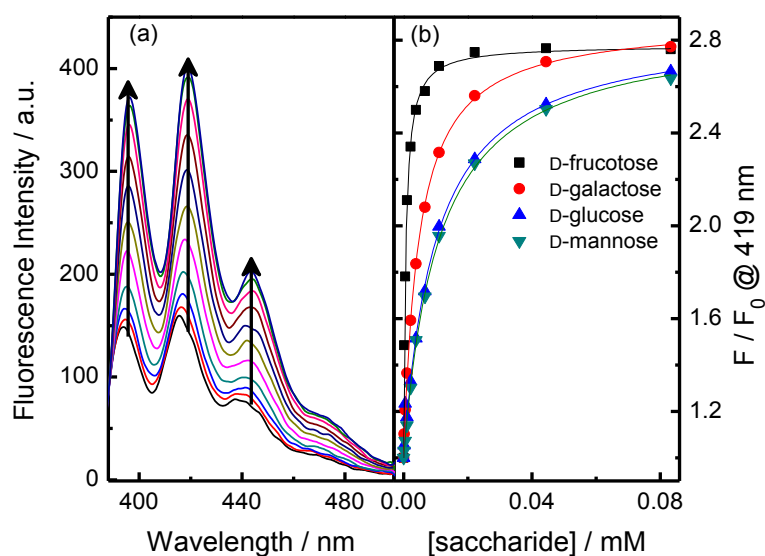 (a)
400
300
200
100
0
Fluorescence Intensity / a.u.
400 440 480
Wavelength / nm
(b)
D-frucotose
D-galactose
D-glucose
D-mannose
2.8
2.4
2.0
1.6
1.2
F / F0 @ 419 nm
0.00 0.04 0.08
[saccharide] / mM